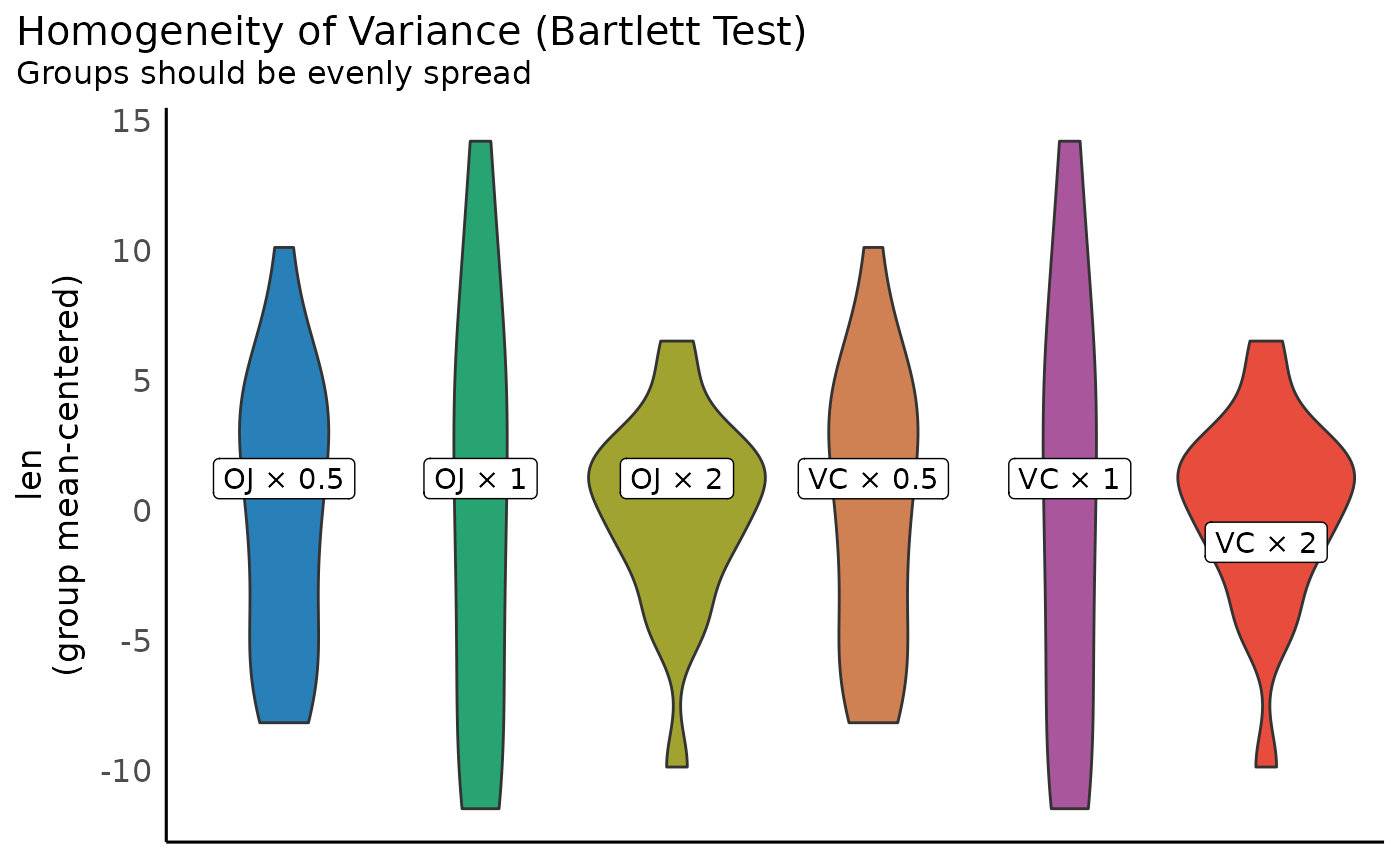 Homogeneity of Variance (Bartlett Test)
Groups should be evenly spread
len
(group mean-centered)
15
10
5
0
-5
-10
OJ × 0.5
OJ × 1
OJ × 2
VC × 0.5
VC × 1
VC × 2